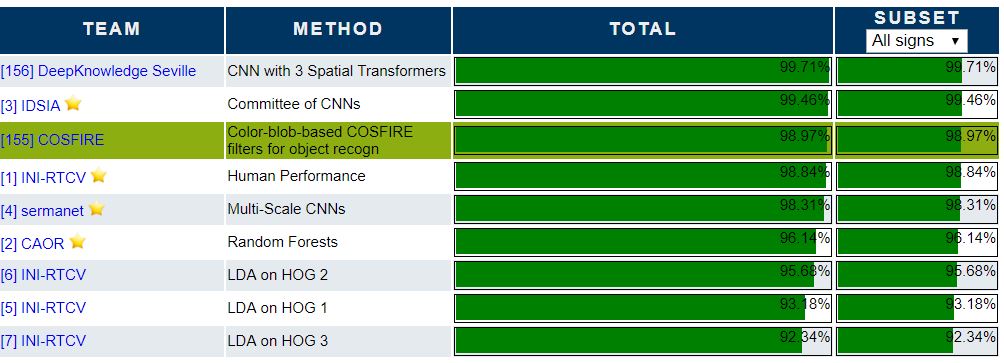 TEAM METHOD TOTAL SUBSET
All signs
[156] DeepKnowledge Seville CNN with 3 Spatial Transformers 99.71% 99.71%
[3] IDSIA Committee of CNNs 99.46% 99.46%
[155] COSFIRE Color-blob-based COSFIRE 98.97% 98.97%
filters for object recogn
[1] INI-RTCV Human Performance 98.84% 98.84%
[4] sermanet Multi-Scale CNNs 98.31% 98.31%
[2] CAOR Random Forests 96.14% 96.14%
[6] INI-RTCV LDA on HOG 2 95.68% 95.68%
[5] INI-RTCV LDA on HOG 1 93.18% 93.18%
[7] INI-RTCV LDA on HOG 3 92.34% 92.34%